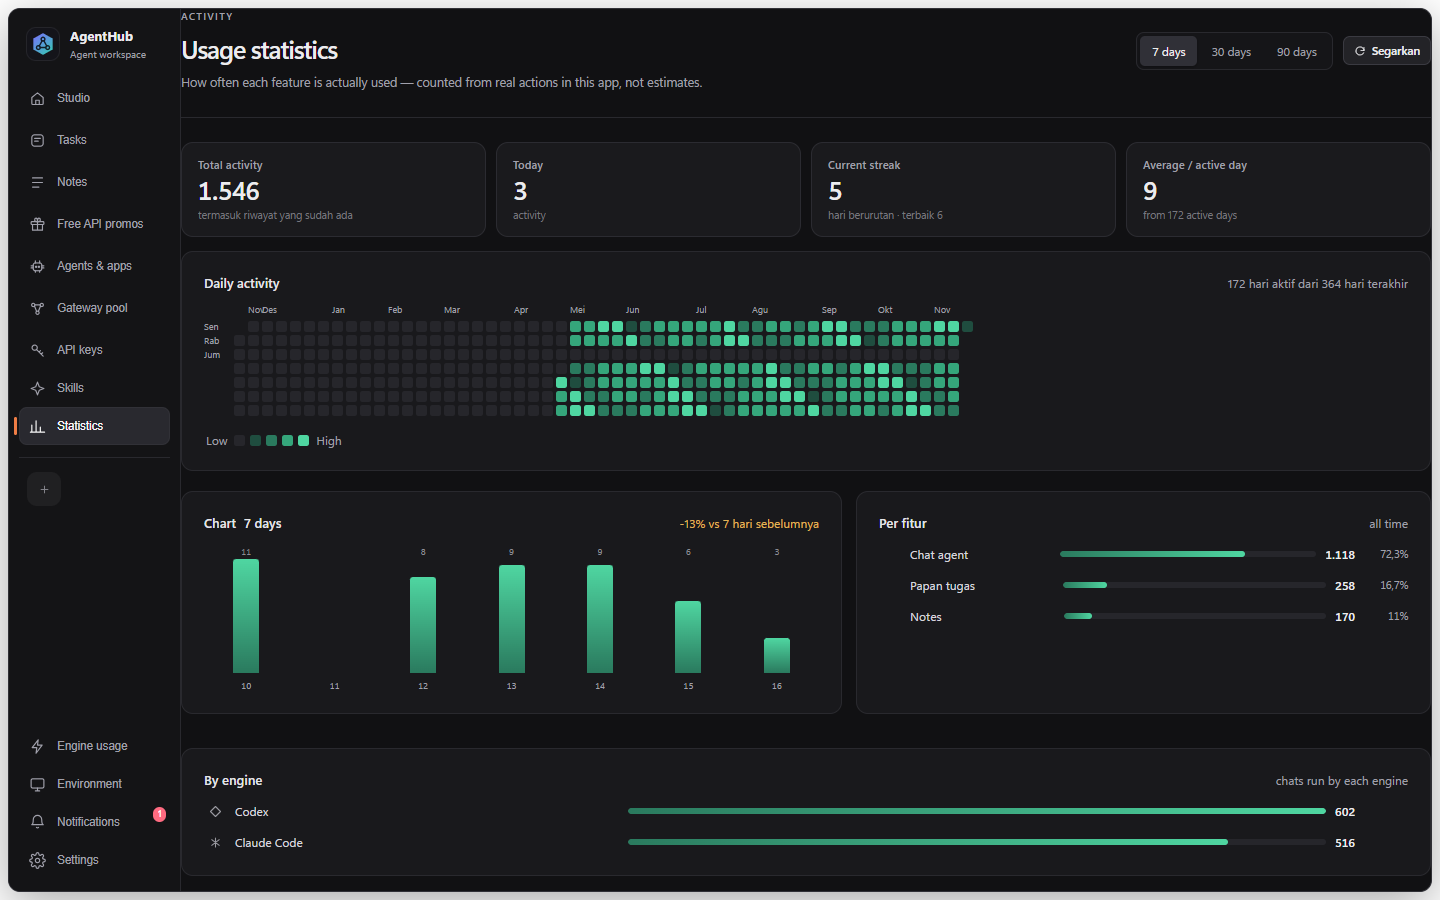 AgentHub
Agent workspace
Studio
Tasks
Notes
Free API promos
Agents & apps
Gateway pool
API keys
Skills
Statistics
+
Engine usage
Environment
Notifications
1
Settings
ACTIVITY
Usage statistics
How often each feature is actually used — counted from real actions in this app, not estimates.
7 days
30 days
90 days
Segarkan
Total activity
1.546
termasuk riwayat yang sudah ada
Today
3
activity
Current streak
5
hari berurutan · terbaik 6
Average / active day
9
from 172 active days
Daily activity
172 hari aktif dari 364 hari terakhir
Nov Des Jan Feb Mar Apr Mei Jun Jul Agu Sep Okt Nov
Sen
Rab
Jum
Low
High
Chart 7 days
-13% vs 7 hari sebelumnya
11 8 9 9 6 3
10 11 12 13 14 15 16
Per fitur
all time
Chat agent 1.118 72,3%
Papan tugas 258 16,7%
Notes 170 11%
By engine
chats run by each engine
Codex 602
Claude Code 516